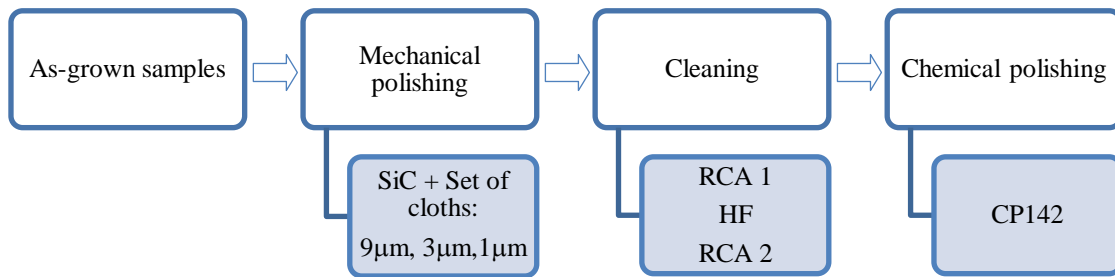 As-grown samples
Mechanical
polishing
Cleaning
Chemical polishing
SiC + Set of
cloths:
9μm, 3μm,1μm
RCA 1
HF
RCA 2
CP142